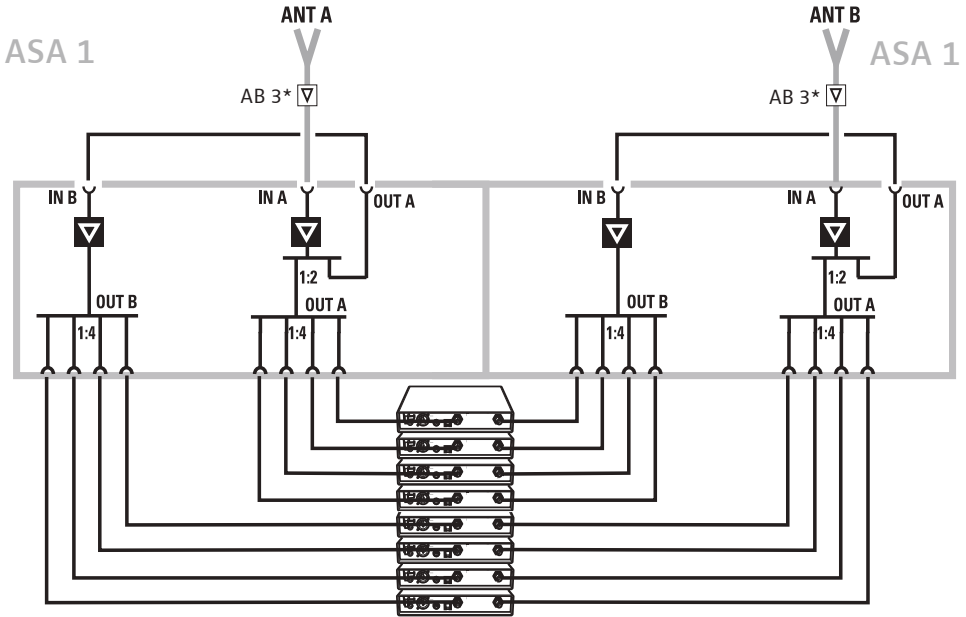 ANT A
ANT B
ASA 1
ASA 1
AB 3*
AB 3*
IN B
IN A
OUT A
IN B
IN A
OUT A
1:2
1:2
OUT B
OUT A
OUT B
OUT A
1:4
1:4
1:4
1:4